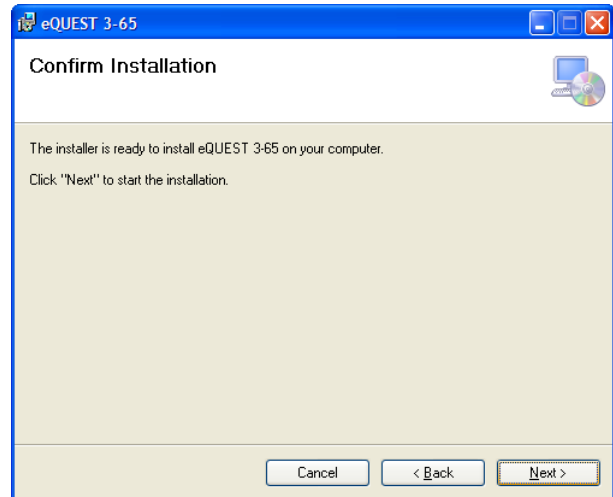 eQUEST 3-65
Confirm Installation
The installer is ready to install eQUEST 3-65 on your computer.
Click "Next" to start the installation.
Cancel
< Back
Next >